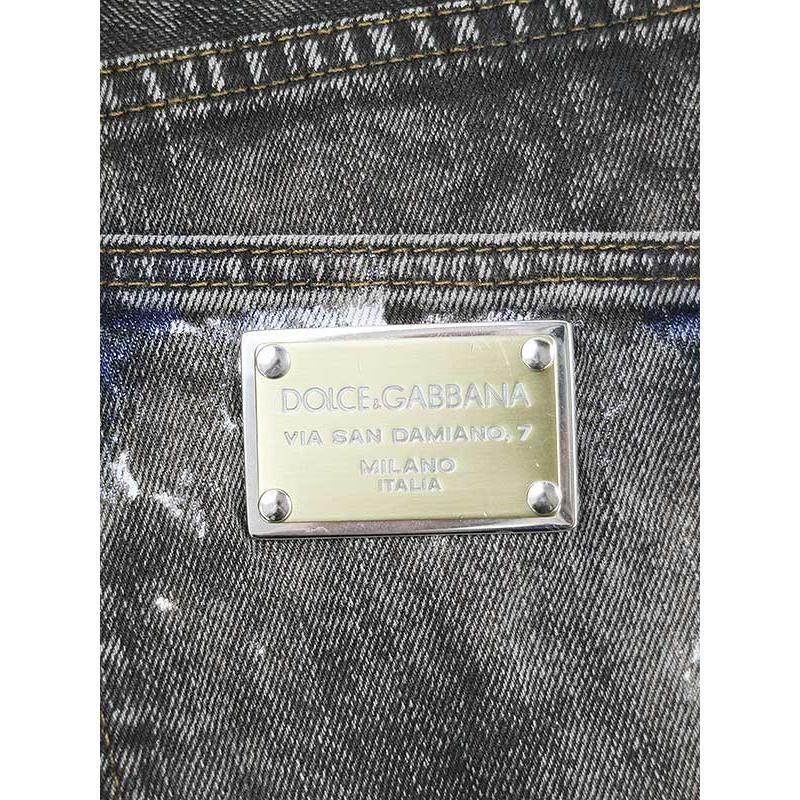 DOLCE&GABBANA
VIA SAN DAMIANO, 7
MILANO
ITALIA